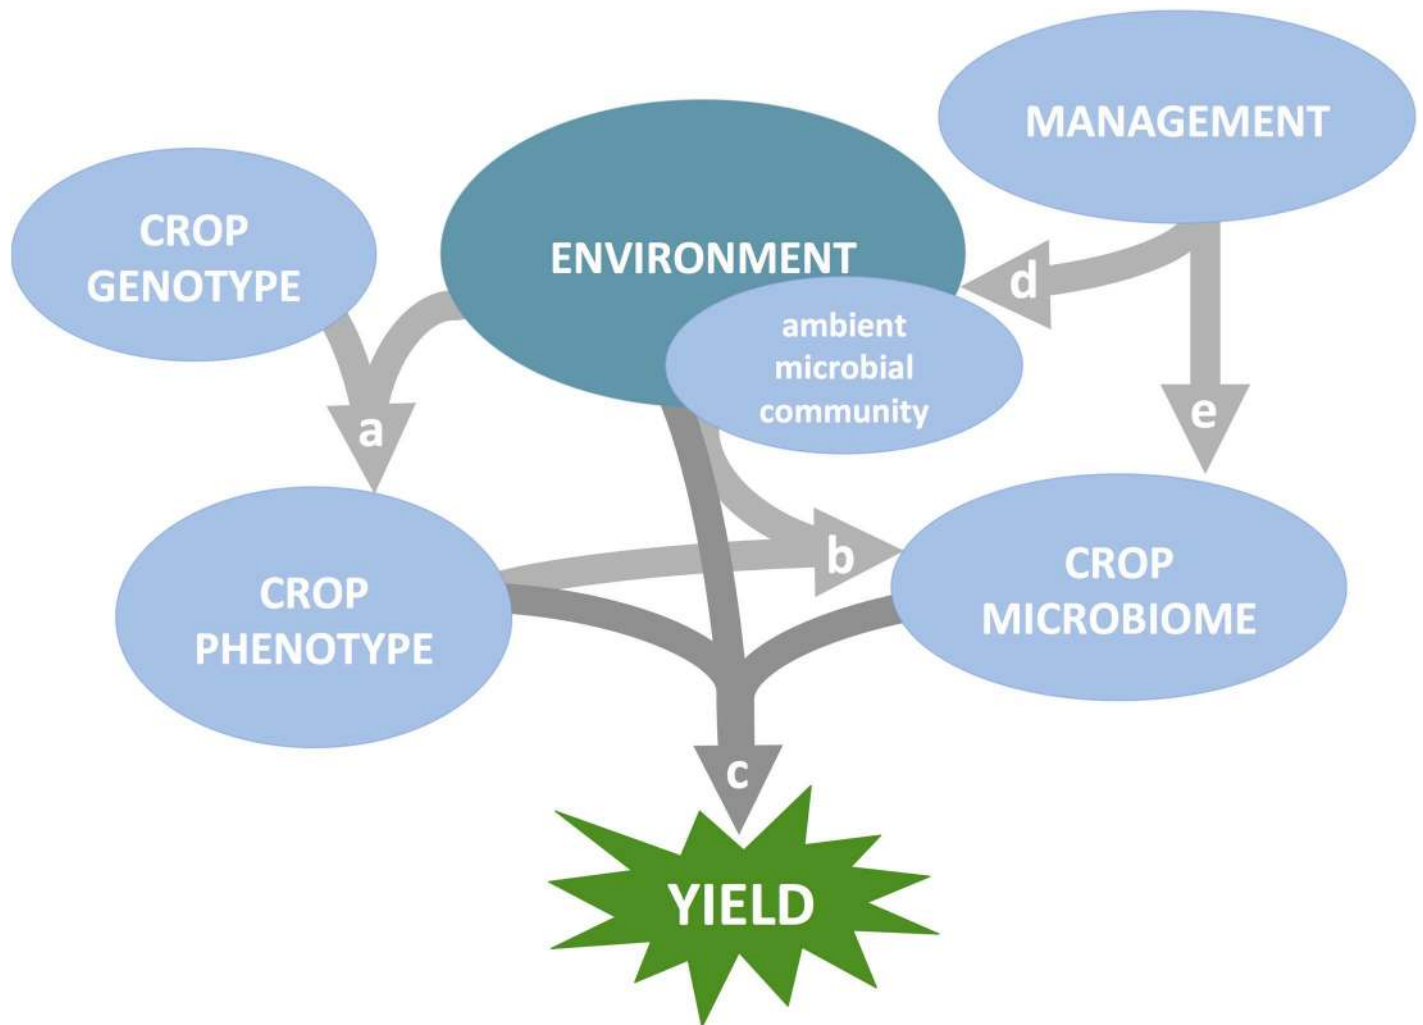 MANAGEMENT
CROP
GENOTYPE
ENVIRONMENT
ambient
microbial
community
d
e
a
b
CROP
PHENOTYPE
CROP
MICROBIOME
c
YIELD